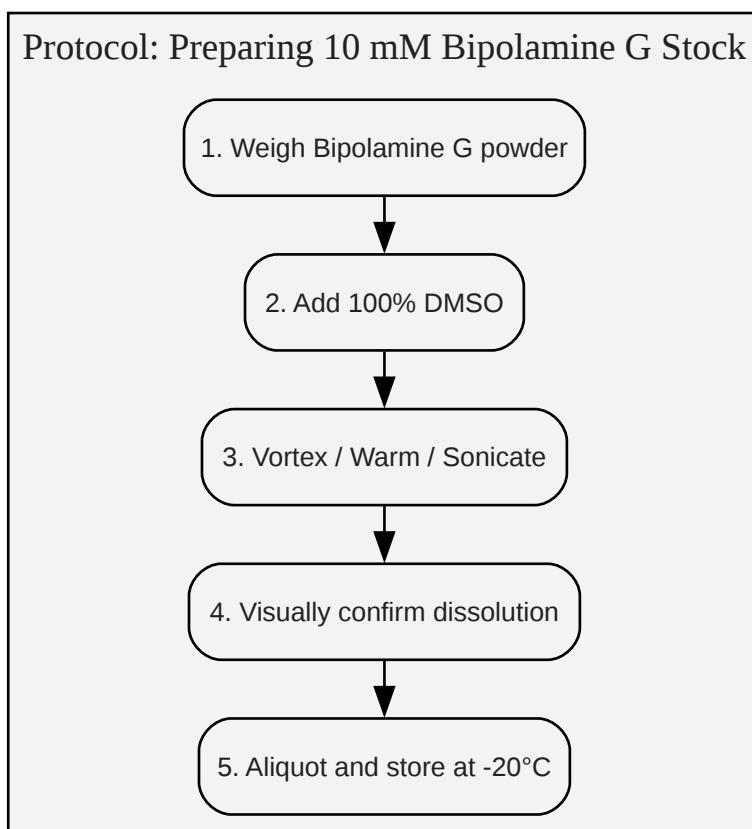 Protocol: Preparing 10 mM Bipolamine G Stock
1. Weigh Bipolamine G powder
2. Add 100% DMSO
3. Vortex / Warm / Sonicate
4. Visually confirm dissolution
5. Aliquot and store at -20°C